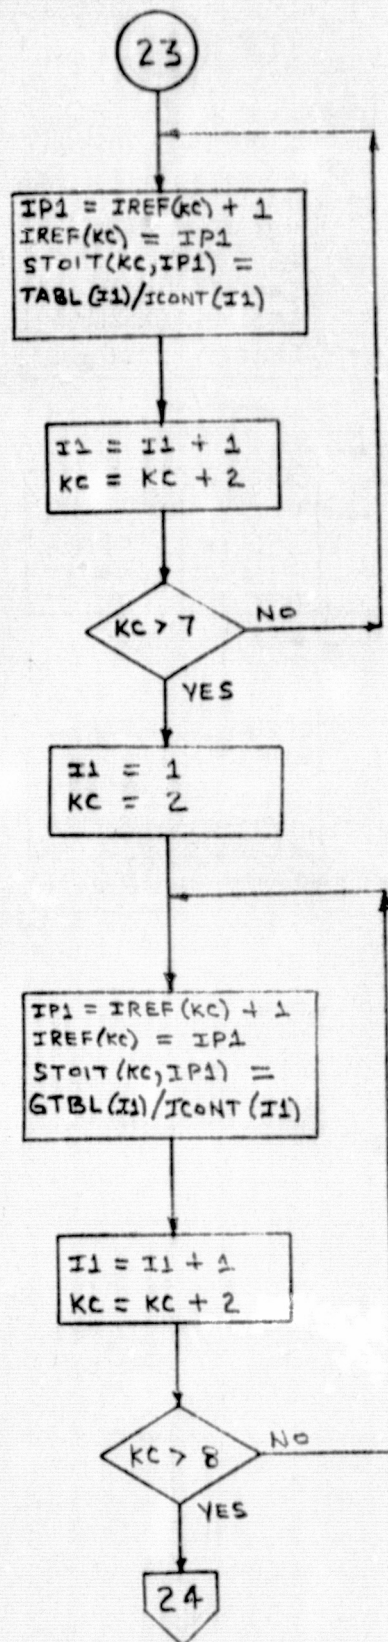 23
IP1 = IREF(KC) + 1
IREF(KC) = IP1
STOIT(KC,IP1) =
TABL(I1)/ICONT(I1)
I1 = I1 + 1
KC = KC + 2
KC > 7
NO
YES
I1 = 1
KC = 2
IP1 = IREF(KC) + 1
IREF(KC) = IP1
STOIT(KC,IP1) =
GTBL(I1)/JCONT(I1)
I1 = I1 + 1
KC = KC + 2
KC > 8
NO
YES
24